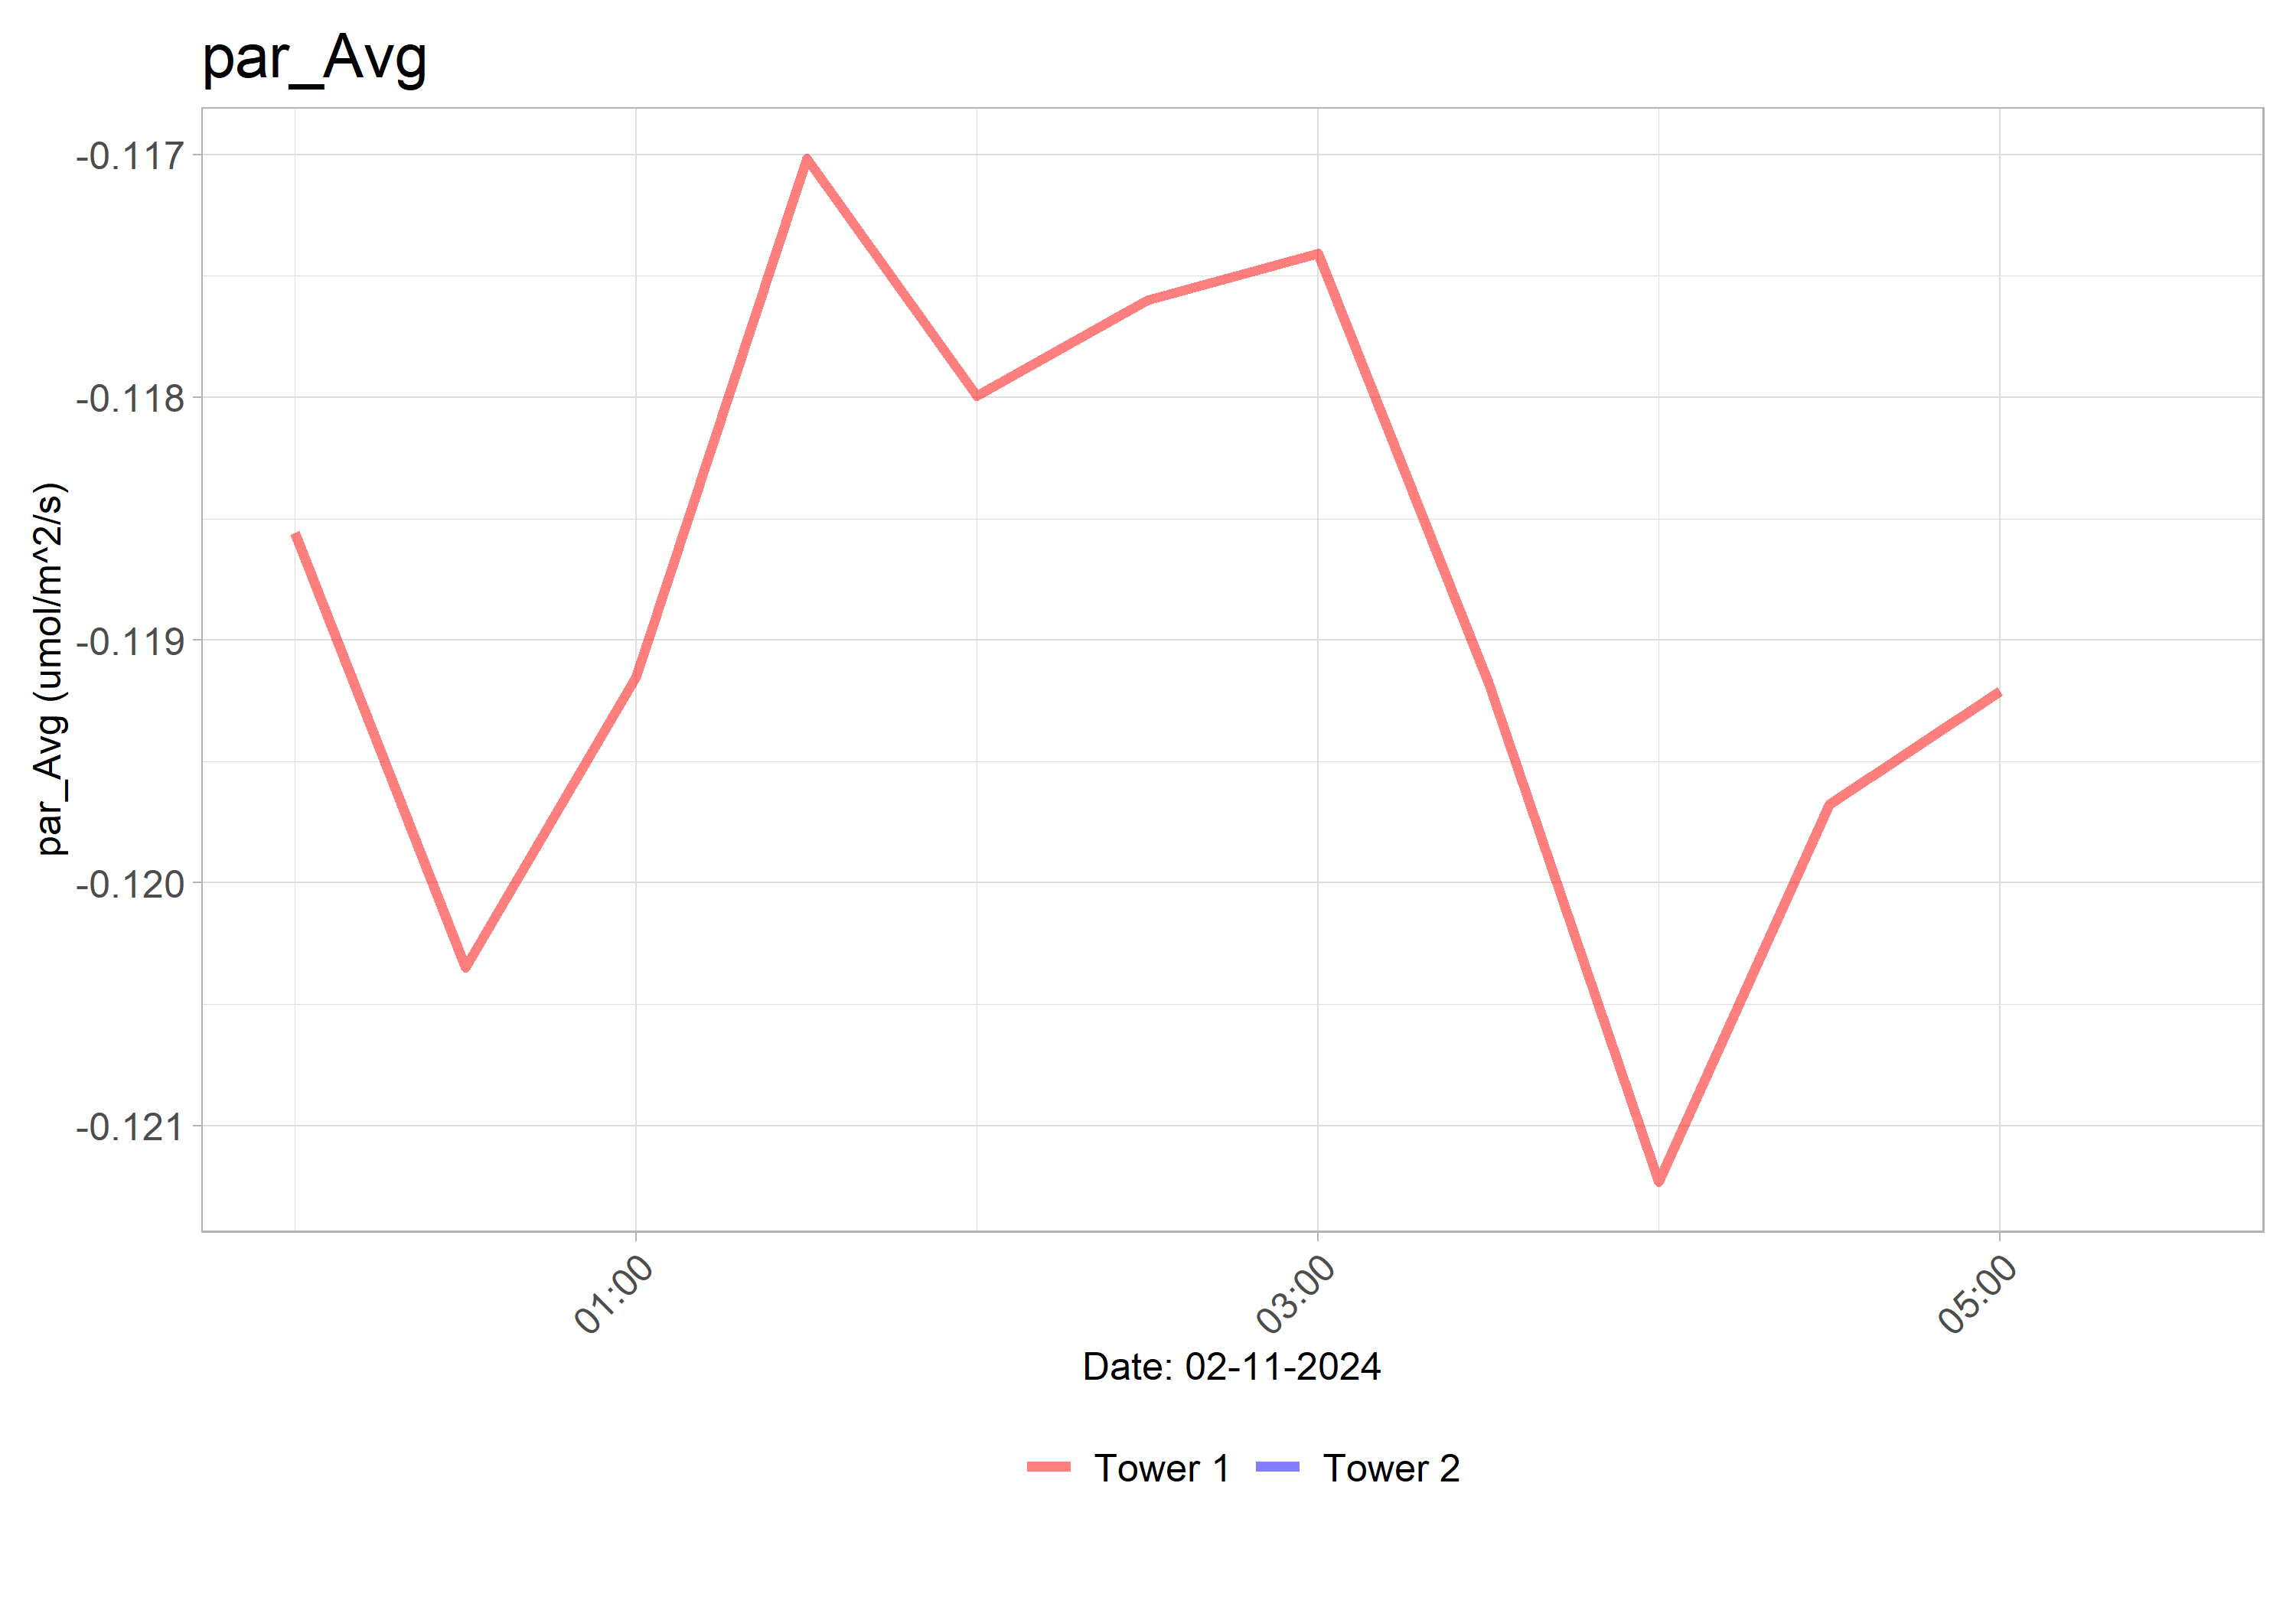 par_Avg
-0.117
-0.118
-0.119
-0.120
-0.121
par_Avg (umol/m^2/s)
01:00
03:00
05:00
Date: 02-11-2024
Tower 1
Tower 2